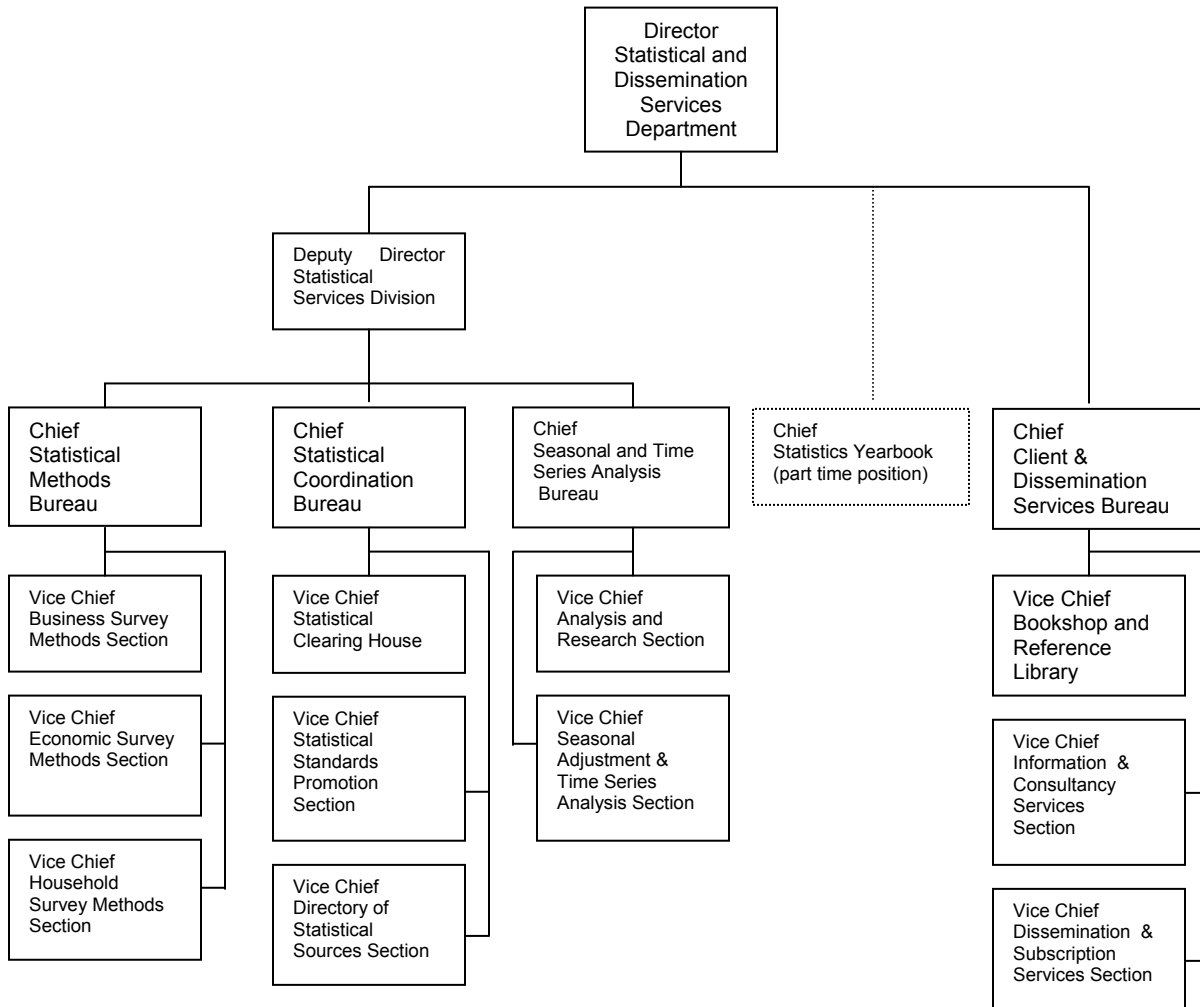 Director
Statistical and
Dissemination
Services
Department
Deputy Director
Statistical
Services Division
Chief
Statistical
Methods
Bureau
Chief
Statistical
Coordination
Bureau
Chief
Seasonal and Time
Series Analysis
Bureau
Chief
Statistics Yearbook
(part time position)
Chief
Client &
Dissemination
Services Bureau
Vice Chief
Business Survey
Methods Section
Vice Chief
Statistical
Clearing House
Vice Chief
Analysis and
Research Section
Vice Chief
Bookshop and
Reference
Library
Vice Chief
Economic Survey
Methods Section
Vice Chief
Statistical
Standards
Promotion
Section
Vice Chief
Seasonal
Adjustment &
Time Series
Analysis Section
Vice Chief
Information &
Consultancy
Services
Section
Vice Chief
Household
Survey Methods
Section
Vice Chief
Directory of
Statistical
Sources Section
Vice Chief
Dissemination &
Subscription
Services Section